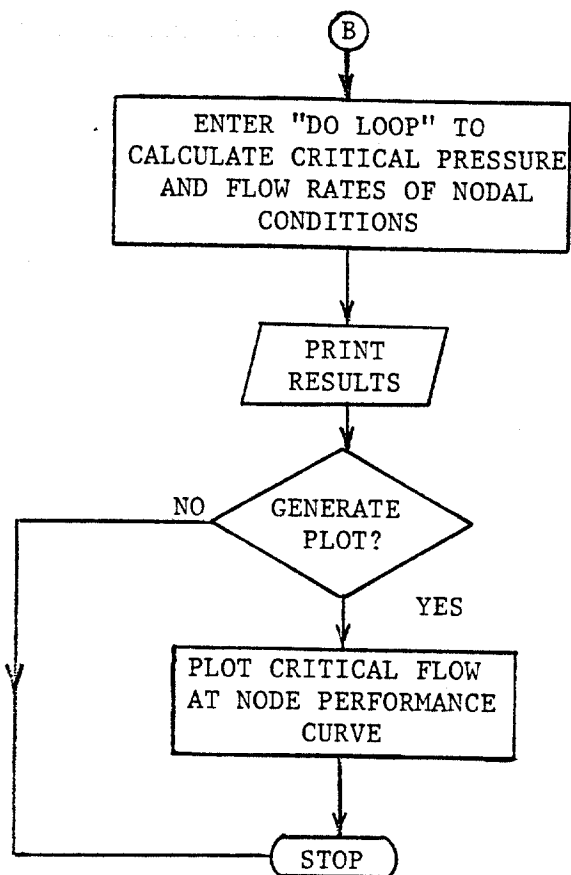 B
ENTER "DO LOOP" TO
CALCULATE CRITICAL PRESSURE
AND FLOW RATES OF NODAL
CONDITIONS
PRINT
RESULTS
NO
GENERATE
PLOT?
YES
PLOT CRITICAL FLOW
AT NODE PERFORMANCE
CURVE
STOP